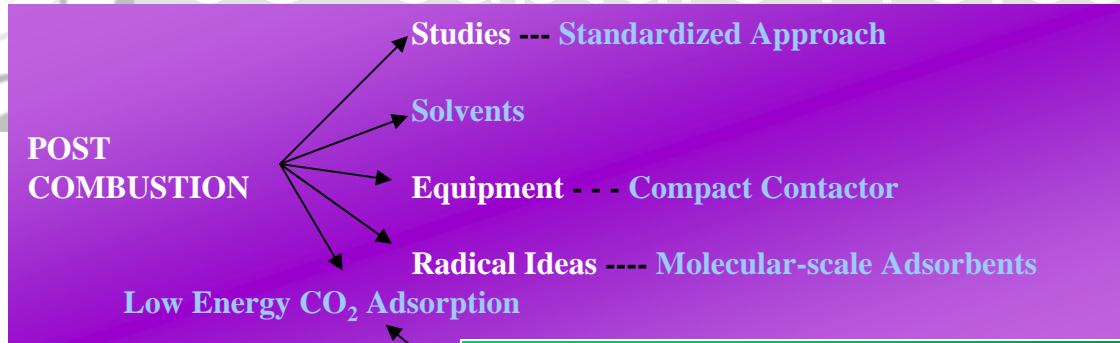 Studies --- Standardized Approach
Solvents
POST
COMBUSTION
Equipment - - - Compact Contactor
Radical Ideas ---- Molecular-scale Adsorbents
Low Energy CO₂ Adsorption